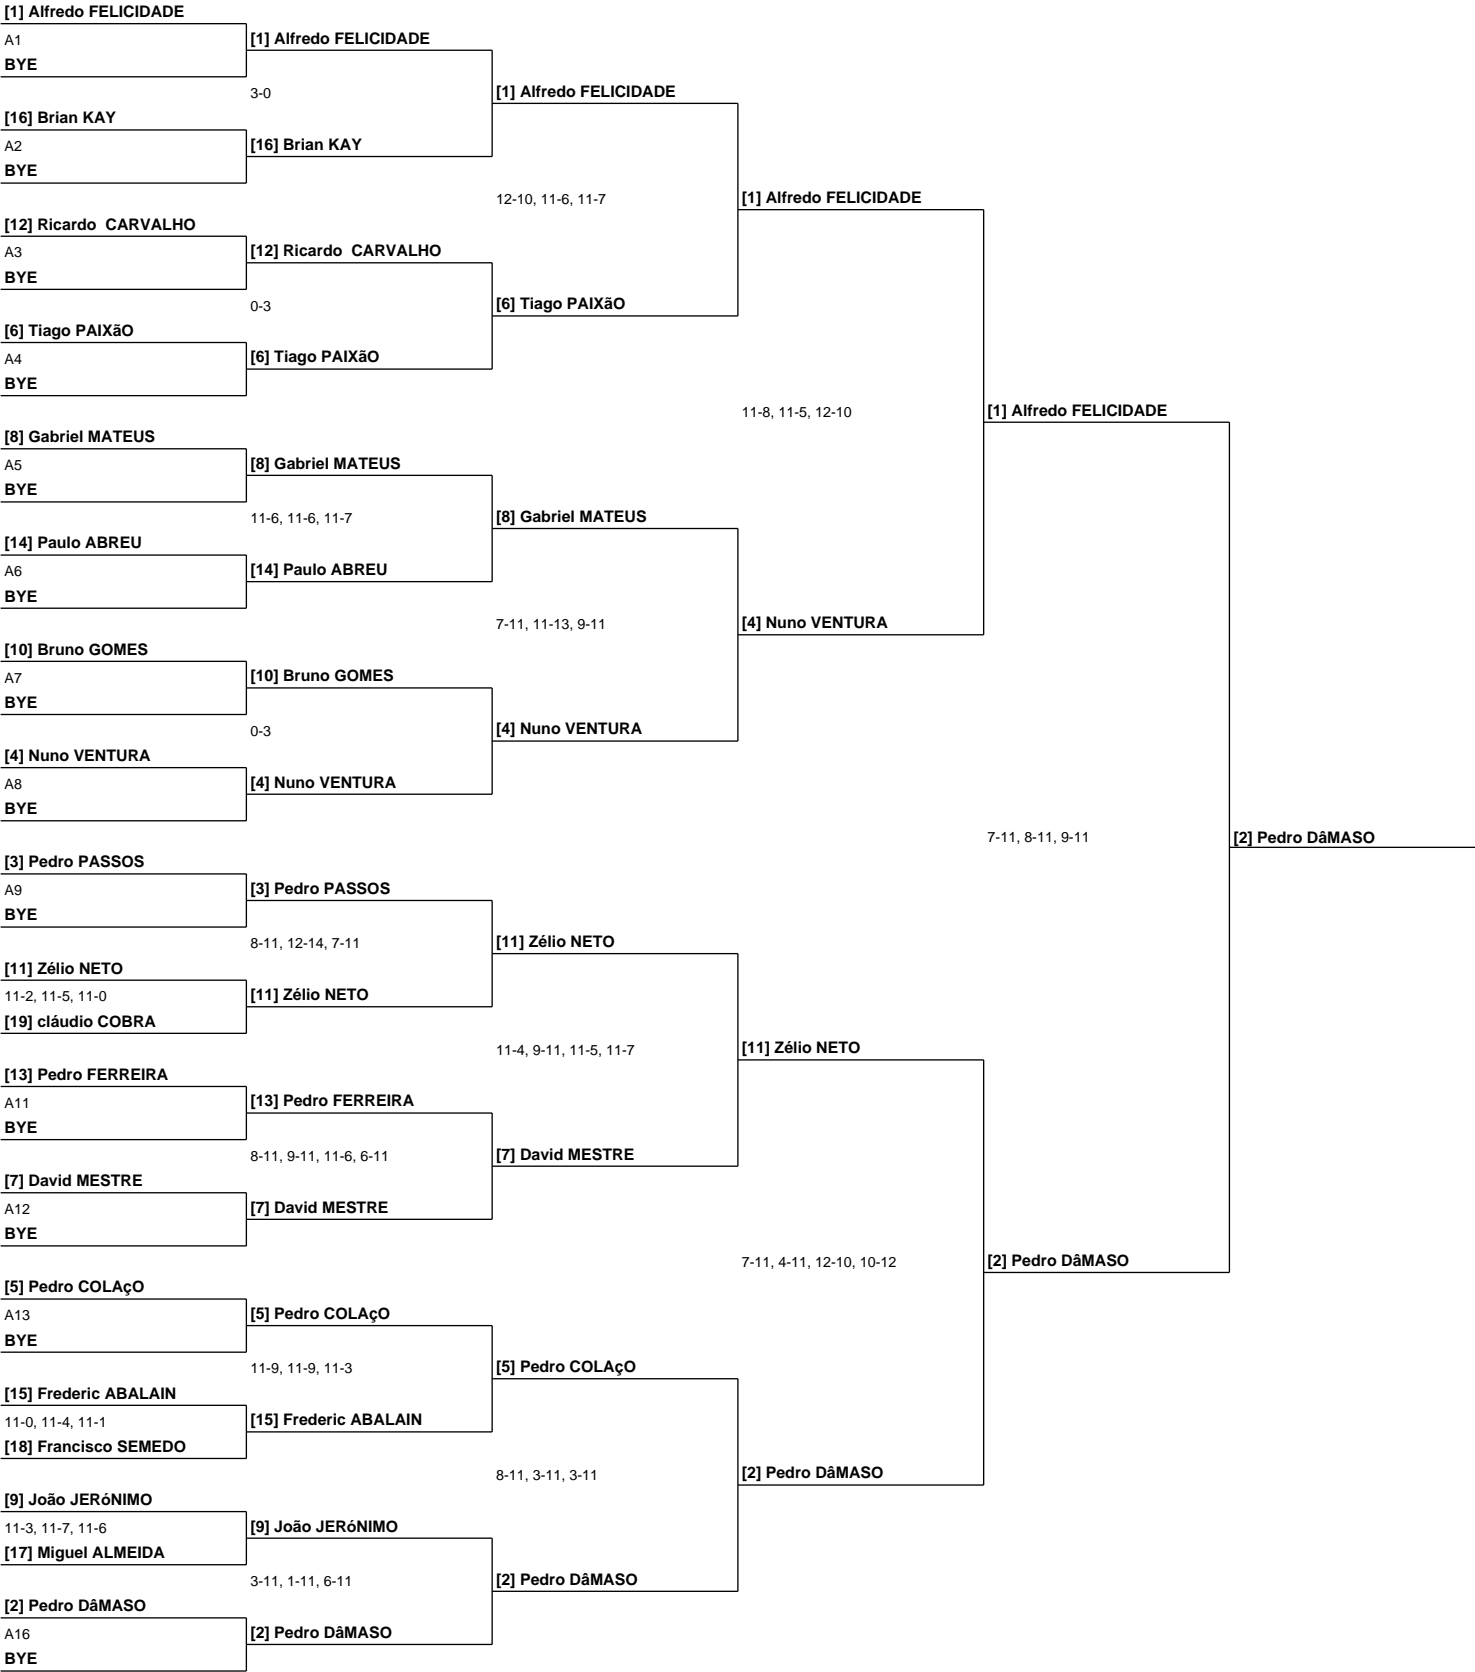 [1] Alfredo FELICIDADE
A1
BYE
[1] Alfredo FELICIDADE
3-0
[1] Alfredo FELICIDADE
[16] Brian KAY
A2
BYE
[16] Brian KAY
12-10, 11-6, 11-7
[1] Alfredo FELICIDADE
[12] Ricardo  CARVALHO
A3
BYE
[12] Ricardo  CARVALHO
0-3
[6] Tiago PAIXãO
[6] Tiago PAIXãO
A4
BYE
[6] Tiago PAIXãO
11-8, 11-5, 12-10
[1] Alfredo FELICIDADE
[8] Gabriel MATEUS
A5
BYE
[8] Gabriel MATEUS
11-6, 11-6, 11-7
[8] Gabriel MATEUS
[14] Paulo ABREU
A6
BYE
[14] Paulo ABREU
7-11, 11-13, 9-11
[4] Nuno VENTURA
[10] Bruno GOMES
A7
BYE
[10] Bruno GOMES
0-3
[4] Nuno VENTURA
[4] Nuno VENTURA
A8
BYE
[4] Nuno VENTURA
7-11, 8-11, 9-11
[2] Pedro DâMASO
[3] Pedro PASSOS
A9
BYE
[3] Pedro PASSOS
8-11, 12-14, 7-11
[11] Zélio NETO
[11] Zélio NETO
11-2, 11-5, 11-0
[19] cláudio COBRA
[11] Zélio NETO
11-4, 9-11, 11-5, 11-7
[11] Zélio NETO
[13] Pedro FERREIRA
A11
BYE
[13] Pedro FERREIRA
8-11, 9-11, 11-6, 6-11
[7] David MESTRE
[7] David MESTRE
A12
BYE
[7] David MESTRE
7-11, 4-11, 12-10, 10-12
[2] Pedro DâMASO
[5] Pedro COLAçO
A13
BYE
[5] Pedro COLAçO
11-9, 11-9, 11-3
[5] Pedro COLAçO
[15] Frederic ABALAIN
11-0, 11-4, 11-1
[18] Francisco SEMEDO
[15] Frederic ABALAIN
8-11, 3-11, 3-11
[2] Pedro DâMASO
[9] João JERóNIMO
11-3, 11-7, 11-6
[17] Miguel ALMEIDA
[9] João JERóNIMO
3-11, 1-11, 6-11
[2] Pedro DâMASO
[2] Pedro DâMASO
A16
BYE
[2] Pedro DâMASO